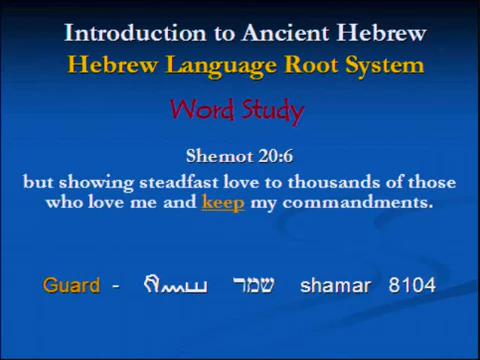 Introduction to Ancient Hebrew
Hebrew Language Root System
Word Study
Shemot 20:6
but showing steadfast love to thousands of those
who love me and keep my commandments.
Guard - שמר shamar 8104